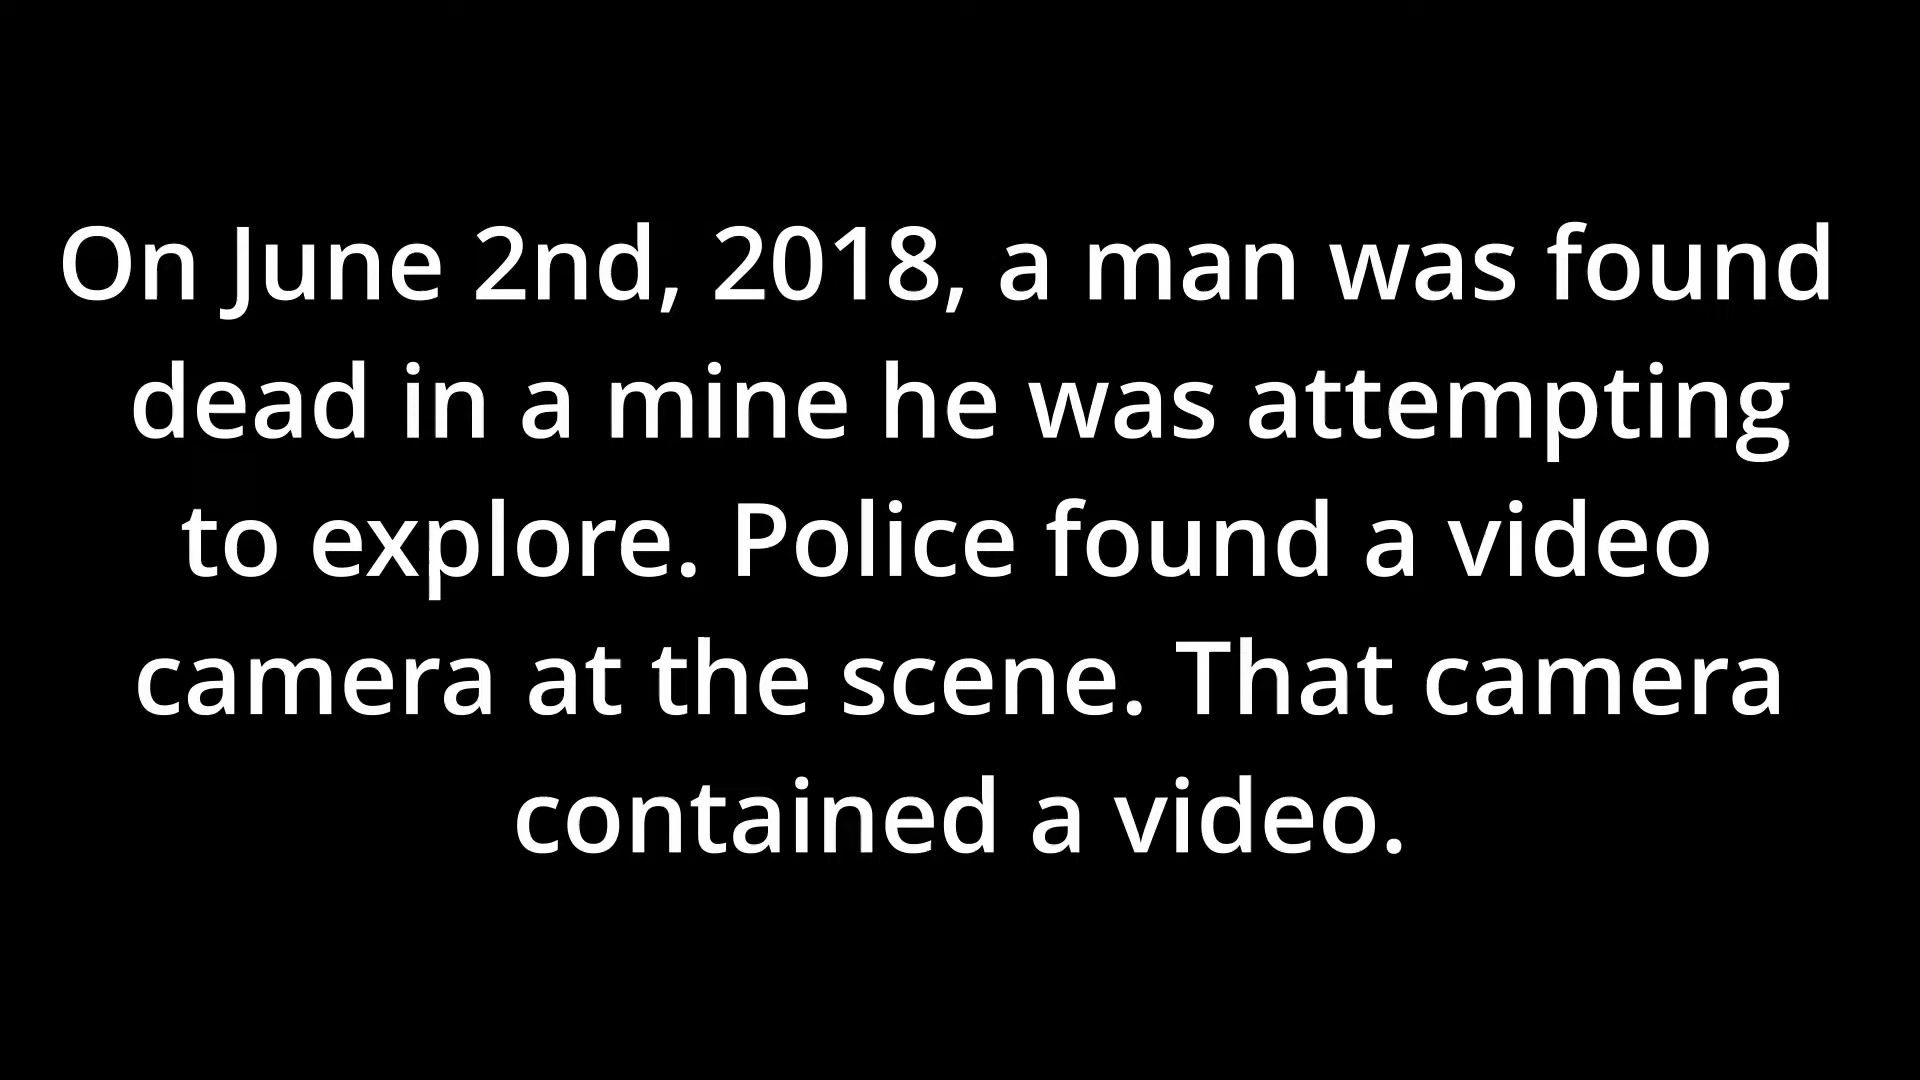 On June 2nd, 2018, a man was found
dead in a mine he was attempting
to explore. Police found a video
camera at the scene. That camera
contained a video.